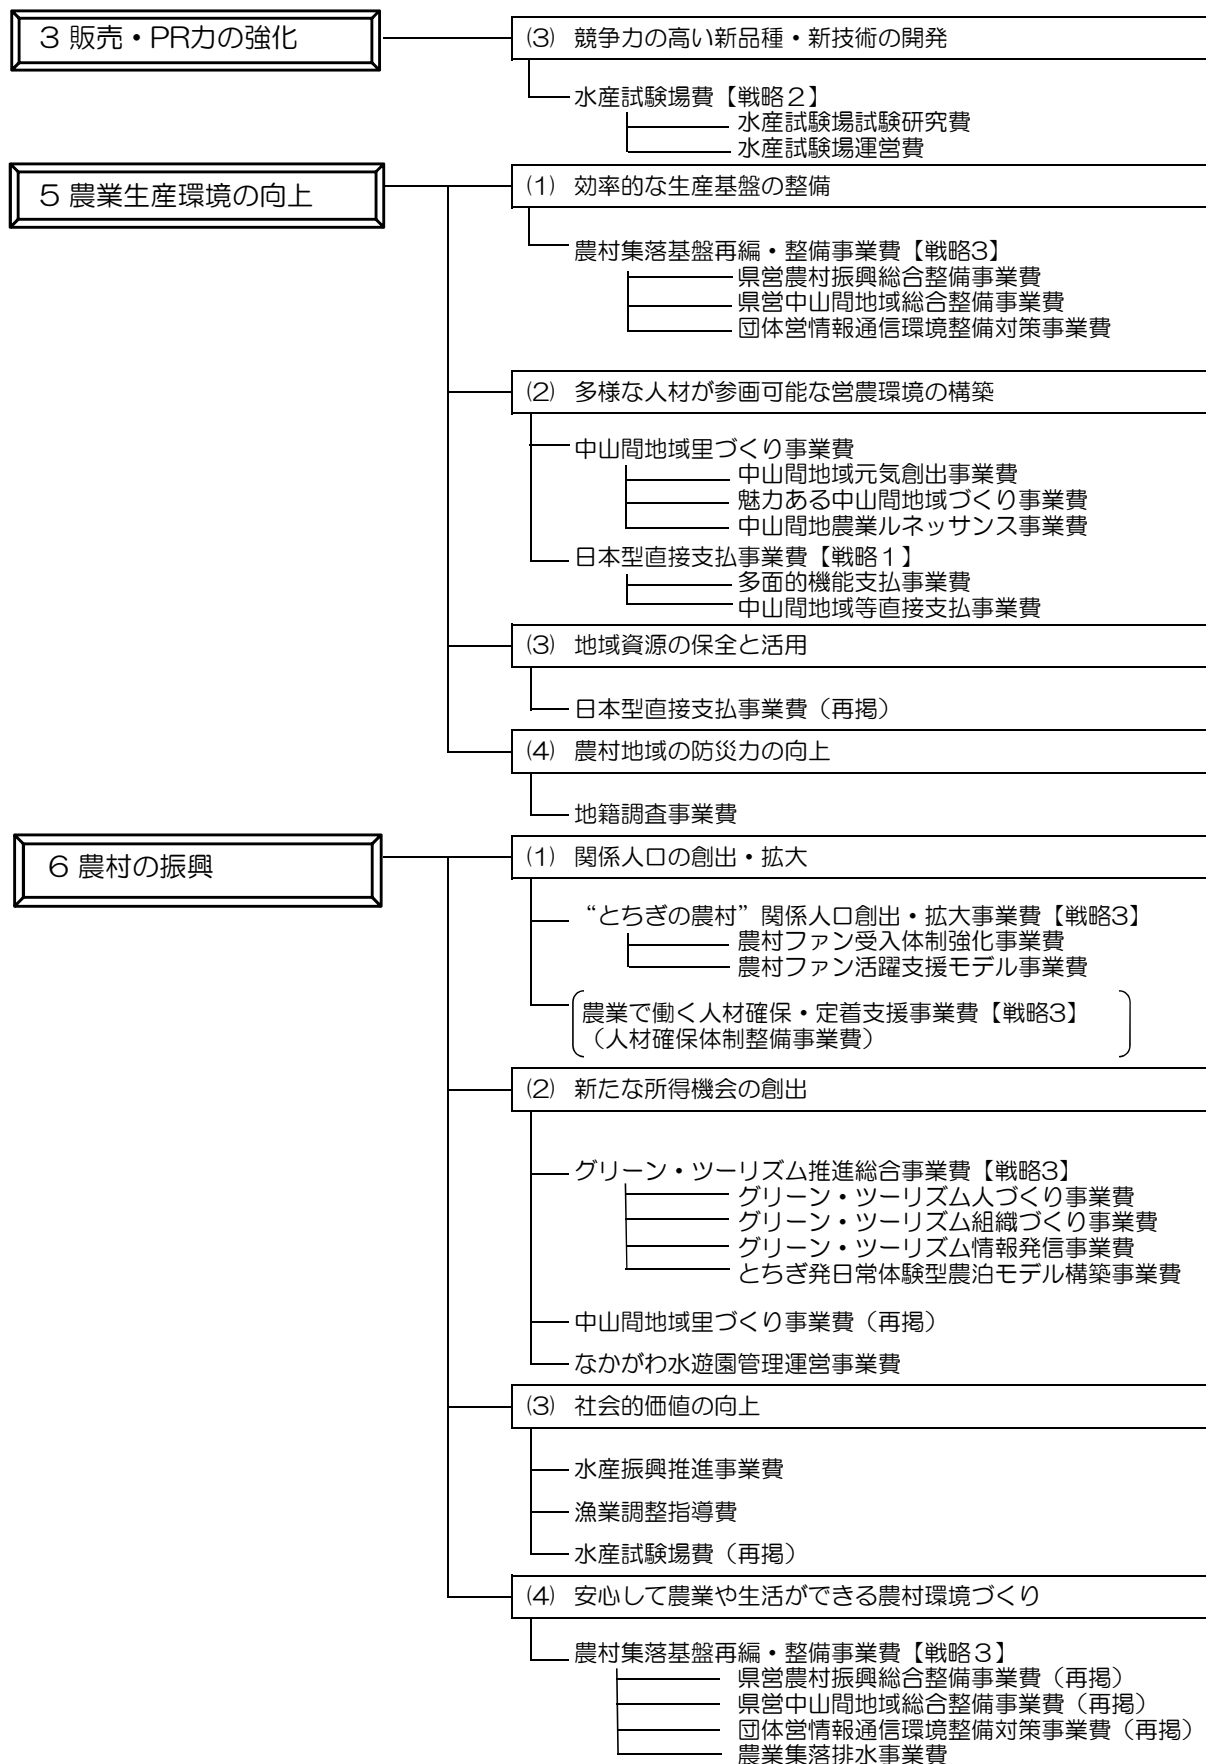 3 販売・PR力の強化
⑶ 競争力の高い新品種・新技術の開発
水産試験場費【戦略２】
水産試験場試験研究費
水産試験場運営費
5 農業生産環境の向上
⑴ 効率的な生産基盤の整備
農村集落基盤再編・整備事業費【戦略3】
県営農村振興総合整備事業費
県営中山間地域総合整備事業費
団体営情報通信環境整備対策事業費
⑵ 多様な人材が参画可能な営農環境の構築
中山間地域里づくり事業費
中山間地域元気創出事業費
魅力ある中山間地域づくり事業費
中山間地農業ルネッサンス事業費
日本型直接支払事業費【戦略１】
多面的機能支払事業費
中山間地域等直接支払事業費
⑶ 地域資源の保全と活用
日本型直接支払事業費（再掲）
⑷ 農村地域の防災力の向上
地籍調査事業費
6 農村の振興
⑴ 関係人口の創出・拡大
“とちぎの農村”関係人口創出・拡大事業費【戦略3】
農村ファン受入体制強化事業費
農村ファン活躍支援モデル事業費
農業で働く人材確保・定着支援事業費【戦略3】
（人材確保体制整備事業費）
⑵ 新たな所得機会の創出
グリーン・ツーリズム推進総合事業費【戦略3】
グリーン・ツーリズム人づくり事業費
グリーン・ツーリズム組織づくり事業費
グリーン・ツーリズム情報発信事業費
とちぎ発日常体験型農泊モデル構築事業費
中山間地域里づくり事業費（再掲）
なかがわ水遊園管理運営事業費
⑶ 社会的価値の向上
水産振興推進事業費
漁業調整指導費
水産試験場費（再掲）
⑷ 安心して農業や生活ができる農村環境づくり
農村集落基盤再編・整備事業費【戦略３】
県営農村振興総合整備事業費（再掲）
県営中山間地域総合整備事業費（再掲）
団体営情報通信環境整備対策事業費（再掲）
農業集落排水事業費